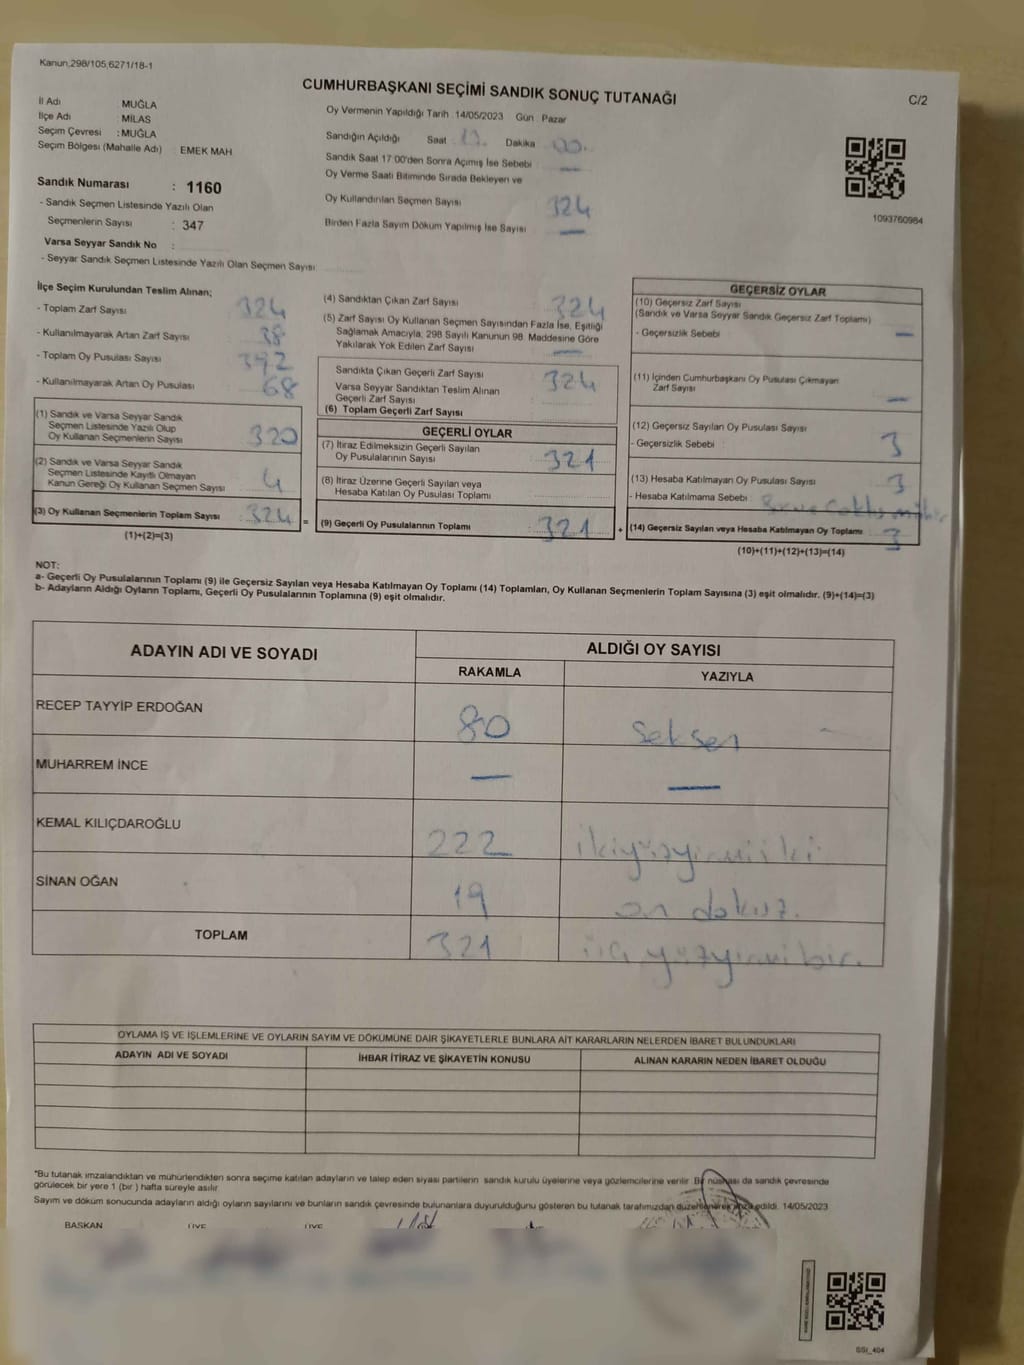 Kanun,298/105,6271/18-1
CUMHURBAŞKANI SEÇİMİ SANDIK SONUÇ TUTANAĞI
C/2
İl Adı MUĞLA
İlçe Adı : MİLAS
Seçim Çevresi : MUĞLA
Seçim Bölgesi (Mahalle Adı) : EMEK MAH
Sandık Numarası : 1160
- Sandık Seçmen Listesinde Yazılı Olan
Seçmenlerin Sayısı : 347
Varsa Seyyar Sandık No :
- Seyyar Sandık Seçmen Listesinde Yazılı Olan Seçmen Sayısı:
Oy Vermenin Yapıldığı Tarih : 14/05/2023 Gün : Pazar
Sandığın Açıldığı Saat : 17. Dakika : 00.
Sandık Saat 17:00'den Sonra Açımış İse Sebebi : —
Oy Verme Saati Bitiminde Sırada Bekleyen ve
Oy Kullandırılan Seçmen Sayısı 324
Birden Fazla Sayım Döküm Yapılmış İse Sayısı —
1093760984
İlçe Seçim Kurulundan Teslim Alınan;
- Toplam Zarf Sayısı : 324
- Kullanılmayarak Artan Zarf Sayısı : 38
- Toplam Oy Pusulası Sayısı : 392
- Kullanılmayarak Artan Oy Pusulası : 68
(1) Sandık ve Varsa Seyyar Sandık
Seçmen Listesinde Yazılı Olup
Oy Kullanan Seçmenlerin Sayısı : 320
(2) Sandık ve Varsa Seyyar Sandık
Seçmen Listesinde Kayıtlı Olmayan
Kanun Gereği Oy Kullanan Seçmen Sayısı : 4
(3) Oy Kullanan Seçmenlerin Toplam Sayısı : 324 =
(1)+(2)=(3)
(4) Sandıktan Çıkan Zarf Sayısı : 324
(5) Zarf Sayısı Oy Kullanan Seçmen Sayısından Fazla İse, Eşitliği
Sağlamak Amacıyla, 298 Sayılı Kanunun 98. Maddesine Göre
Yakılarak Yok Edilen Zarf Sayısı : —
Sandıkta Çıkan Geçerli Zarf Sayısı : 324
Varsa Seyyar Sandıktan Teslim Alınan
Geçerli Zarf Sayısı :
(6) Toplam Geçerli Zarf Sayısı
GEÇERLİ OYLAR
(7) İtiraz Edilmeksizin Geçerli Sayılan
Oy Pusulalarının Sayısı : 321
(8) İtiraz Üzerine Geçerli Sayılan veya
Hesaba Katılan Oy Pusulası Toplamı :
(9) Geçerli Oy Pusulalarının Toplamı : 321 +
GEÇERSİZ OYLAR
(10) Geçersiz Zarf Sayısı
(Sandık ve Varsa Seyyar Sandık Geçersiz Zarf Toplamı)
- Geçersizlik Sebebi : —
(11) İçinden Cumhurbaşkanı Oy Pusulası Çıkmayan
Zarf Sayısı : —
(12) Geçersiz Sayılan Oy Pusulası Sayısı
- Geçersizlik Sebebi : 3
(13) Hesaba Katılmayan Oy Pusulası Sayısı : 3
- Hesaba Katılmama Sebebi :
(14) Geçersiz Sayılan veya Hesaba Katılmayan Oy Toplamı : 3
(10)+(11)+(12)+(13)=(14)
NOT:
a- Geçerli Oy Pusulalarının Toplamı (9) ile Geçersiz Sayılan veya Hesaba Katılmayan Oy Toplamı (14) Toplamları, Oy Kullanan Seçmenlerin Toplam Sayısına (3) eşit olmalıdır. (9)+(14)=(3)
b- Adayların Aldığı Oyların Toplamı, Geçerli Oy Pusulalarının Toplamına (9) eşit olmalıdır.
ADAYIN ADI VE SOYADI ALDIĞI OY SAYISI
RAKAMLA YAZIYLA
RECEP TAYYİP ERDOĞAN 80 seksen
MUHARREM İNCE — —
KEMAL KILIÇDAROĞLU 222 ikiyüzyirmiiki
SİNAN OĞAN 19 on dokuz.
TOPLAM 321 üç yüzyirmi bir.
OYLAMA İŞ VE İŞLEMLERİNE VE OYLARIN SAYIM VE DÖKÜMÜNE DAİR ŞİKAYETLERLE BUNLARA AİT KARARLARIN NELERDEN İBARET BULUNDUKLARI
ADAYIN ADI VE SOYADI İHBAR İTİRAZ VE ŞİKAYETİN KONUSU ALINAN KARARIN NEDEN İBARET OLDUĞU
*Bu tutanak imzalandıktan ve mühürlendikten sonra seçime katılan adayların ve talep eden siyasi partilerin sandık kurulu üyelerine veya gözlemcilerine verilir. Bir nüshası da sandık çevresinde
görülecek bir yere 1 (bir) hafta süreyle asılır.
Sayım ve döküm sonucunda adayların aldığı oyların sayılarını ve bunların sandık çevresinde bulunanlara duyurulduğunu gösteren bu tutanak tarafımızdan düzenlenerek imza edildi. 14/05/2023
BAŞKAN ÜYE ÜYE
SSI_404